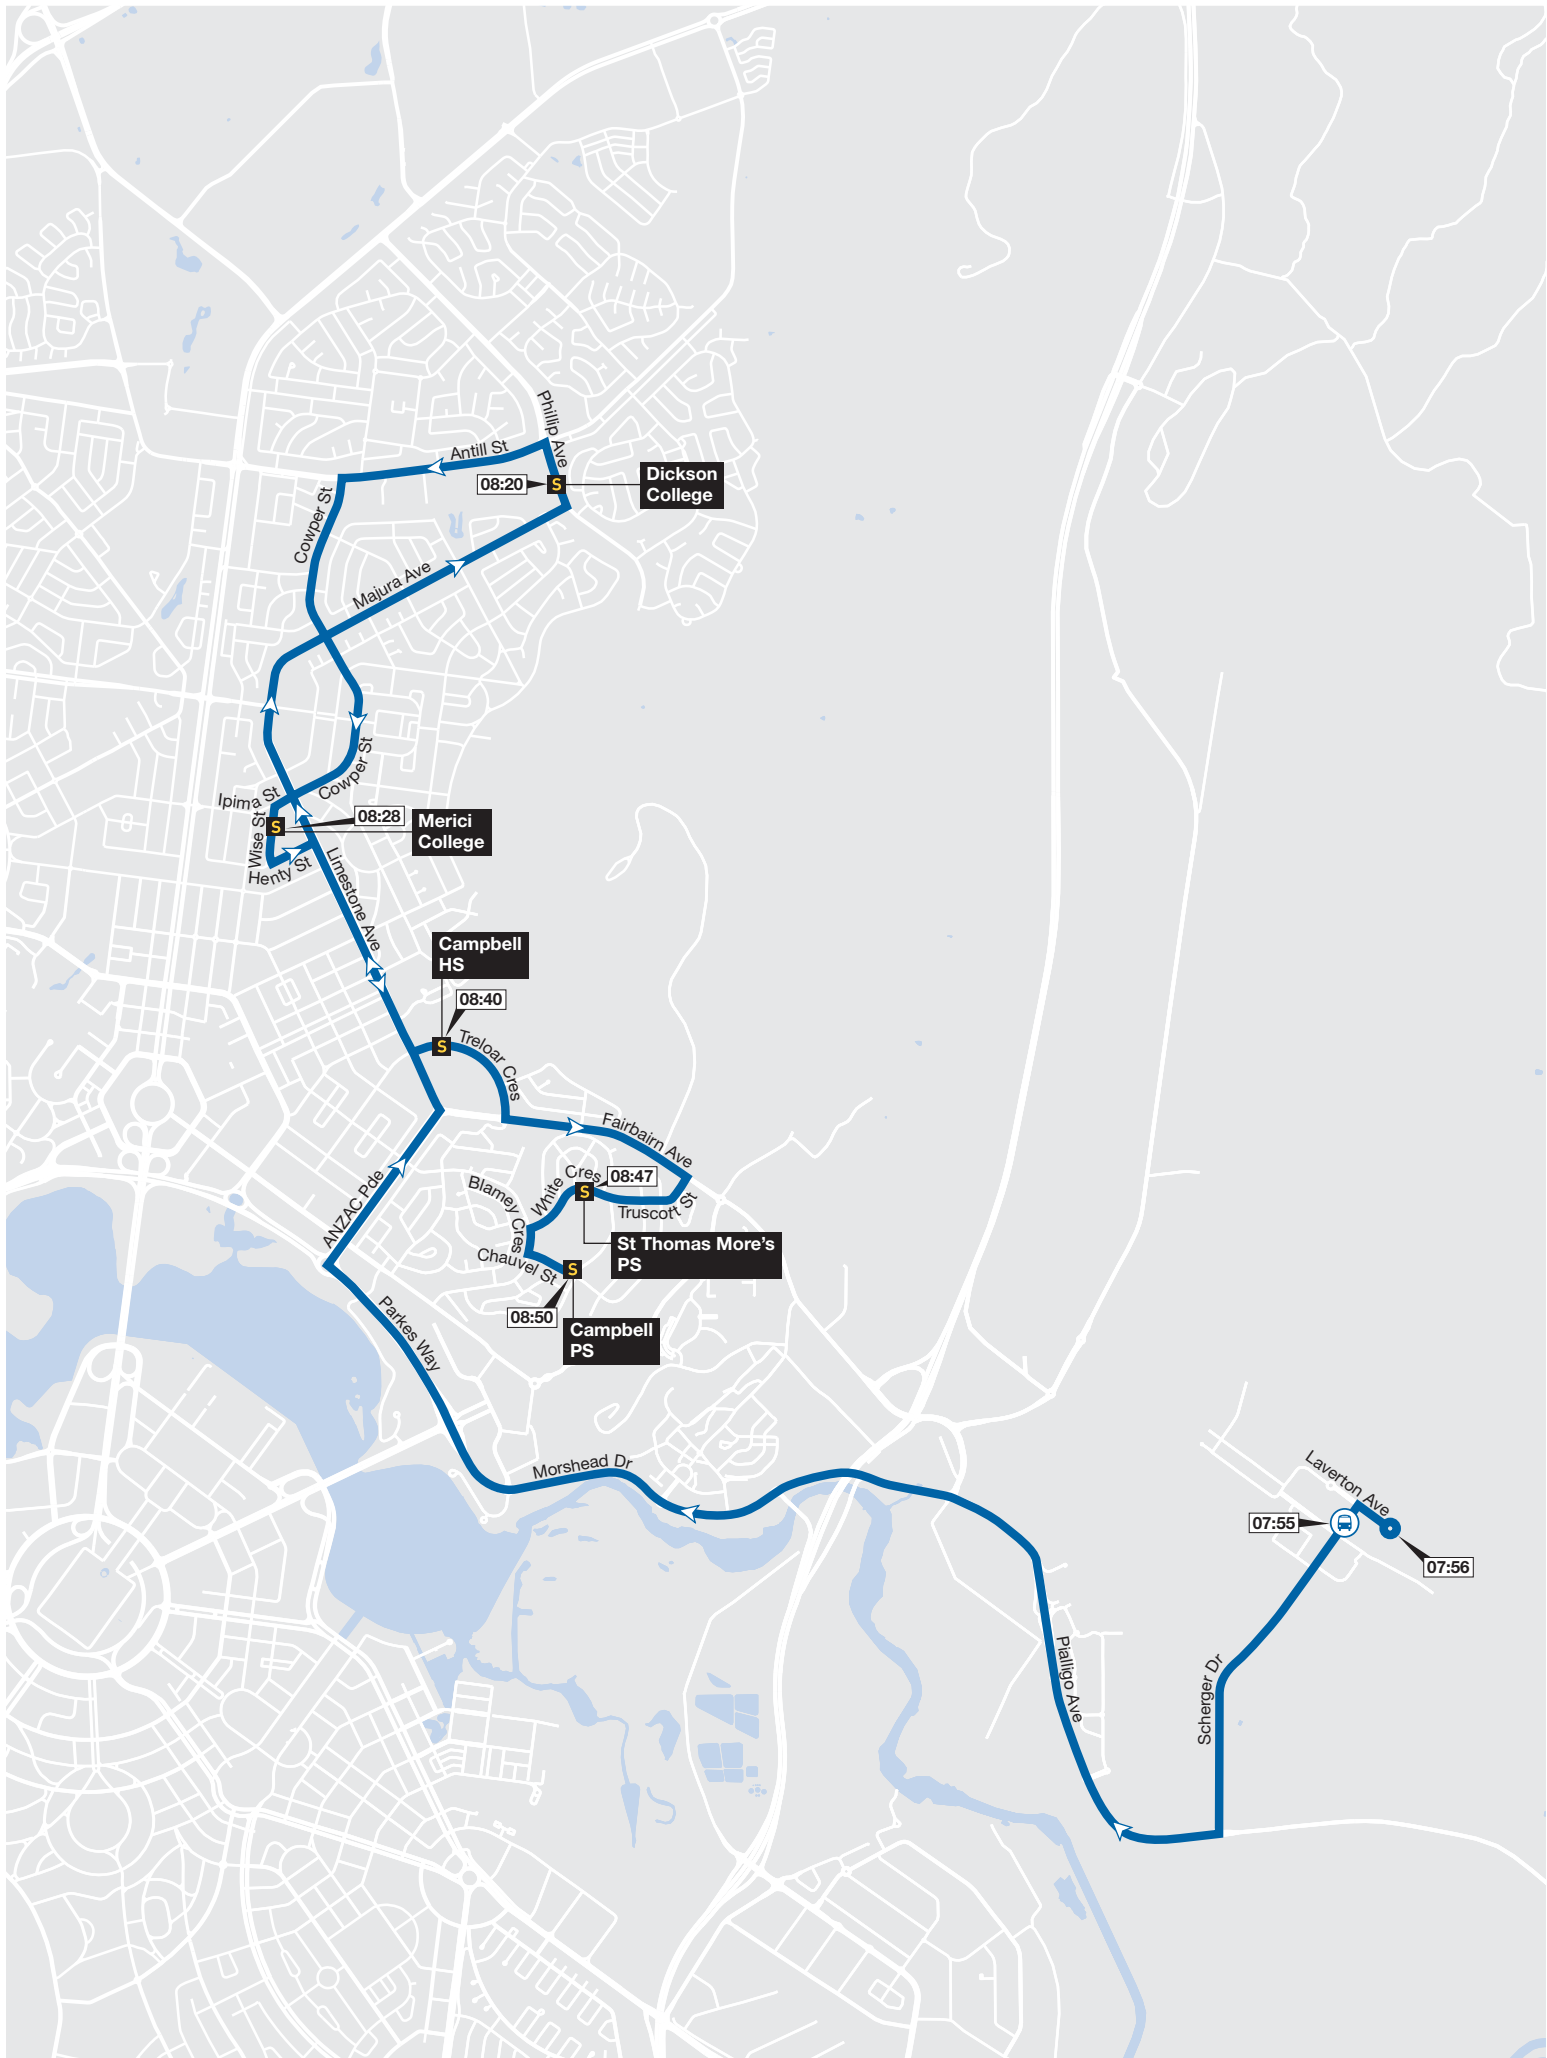 Phillip Ave
Antill St
Dickson
College
08:20
S
Cowper St
Majura Ave
Cowper St
Ipima St
08:28
Merici
College
S
Wise St
Henty St
Limestone Ave
Campbell
HS
08:40
S
Treloar Cres
Fairbairn Ave
White Cres
08:47
S
Blamey Cres
Truscott St
ANZAC Pde
St Thomas More’s
PS
Chauvel St
S
08:50
Campbell
PS
Parkes Way
Morshead Dr
Laverton Ave
07:55
07:56
Pialligo Ave
Scherger Dr